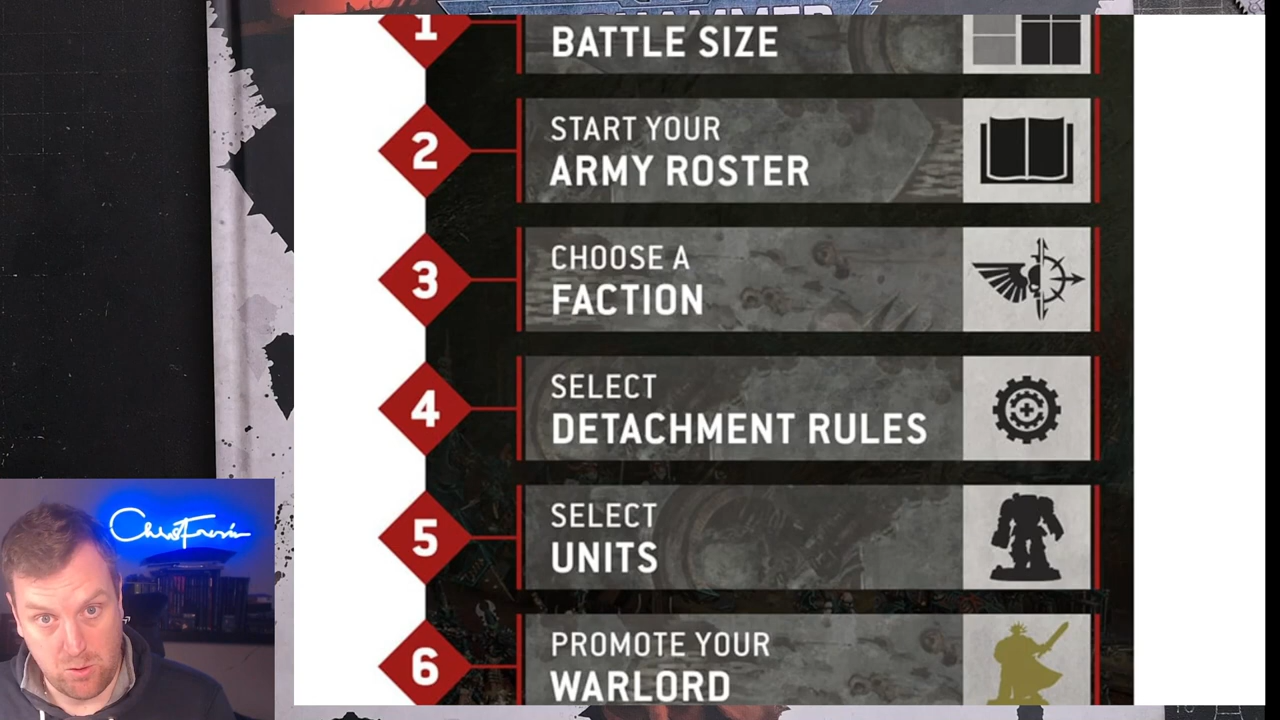 1
BATTLE SIZE
2
START YOUR
ARMY ROSTER
3
CHOOSE A
FACTION
4
SELECT
DETACHMENT RULES
5
SELECT
UNITS
6
PROMOTE YOUR
WARLORD